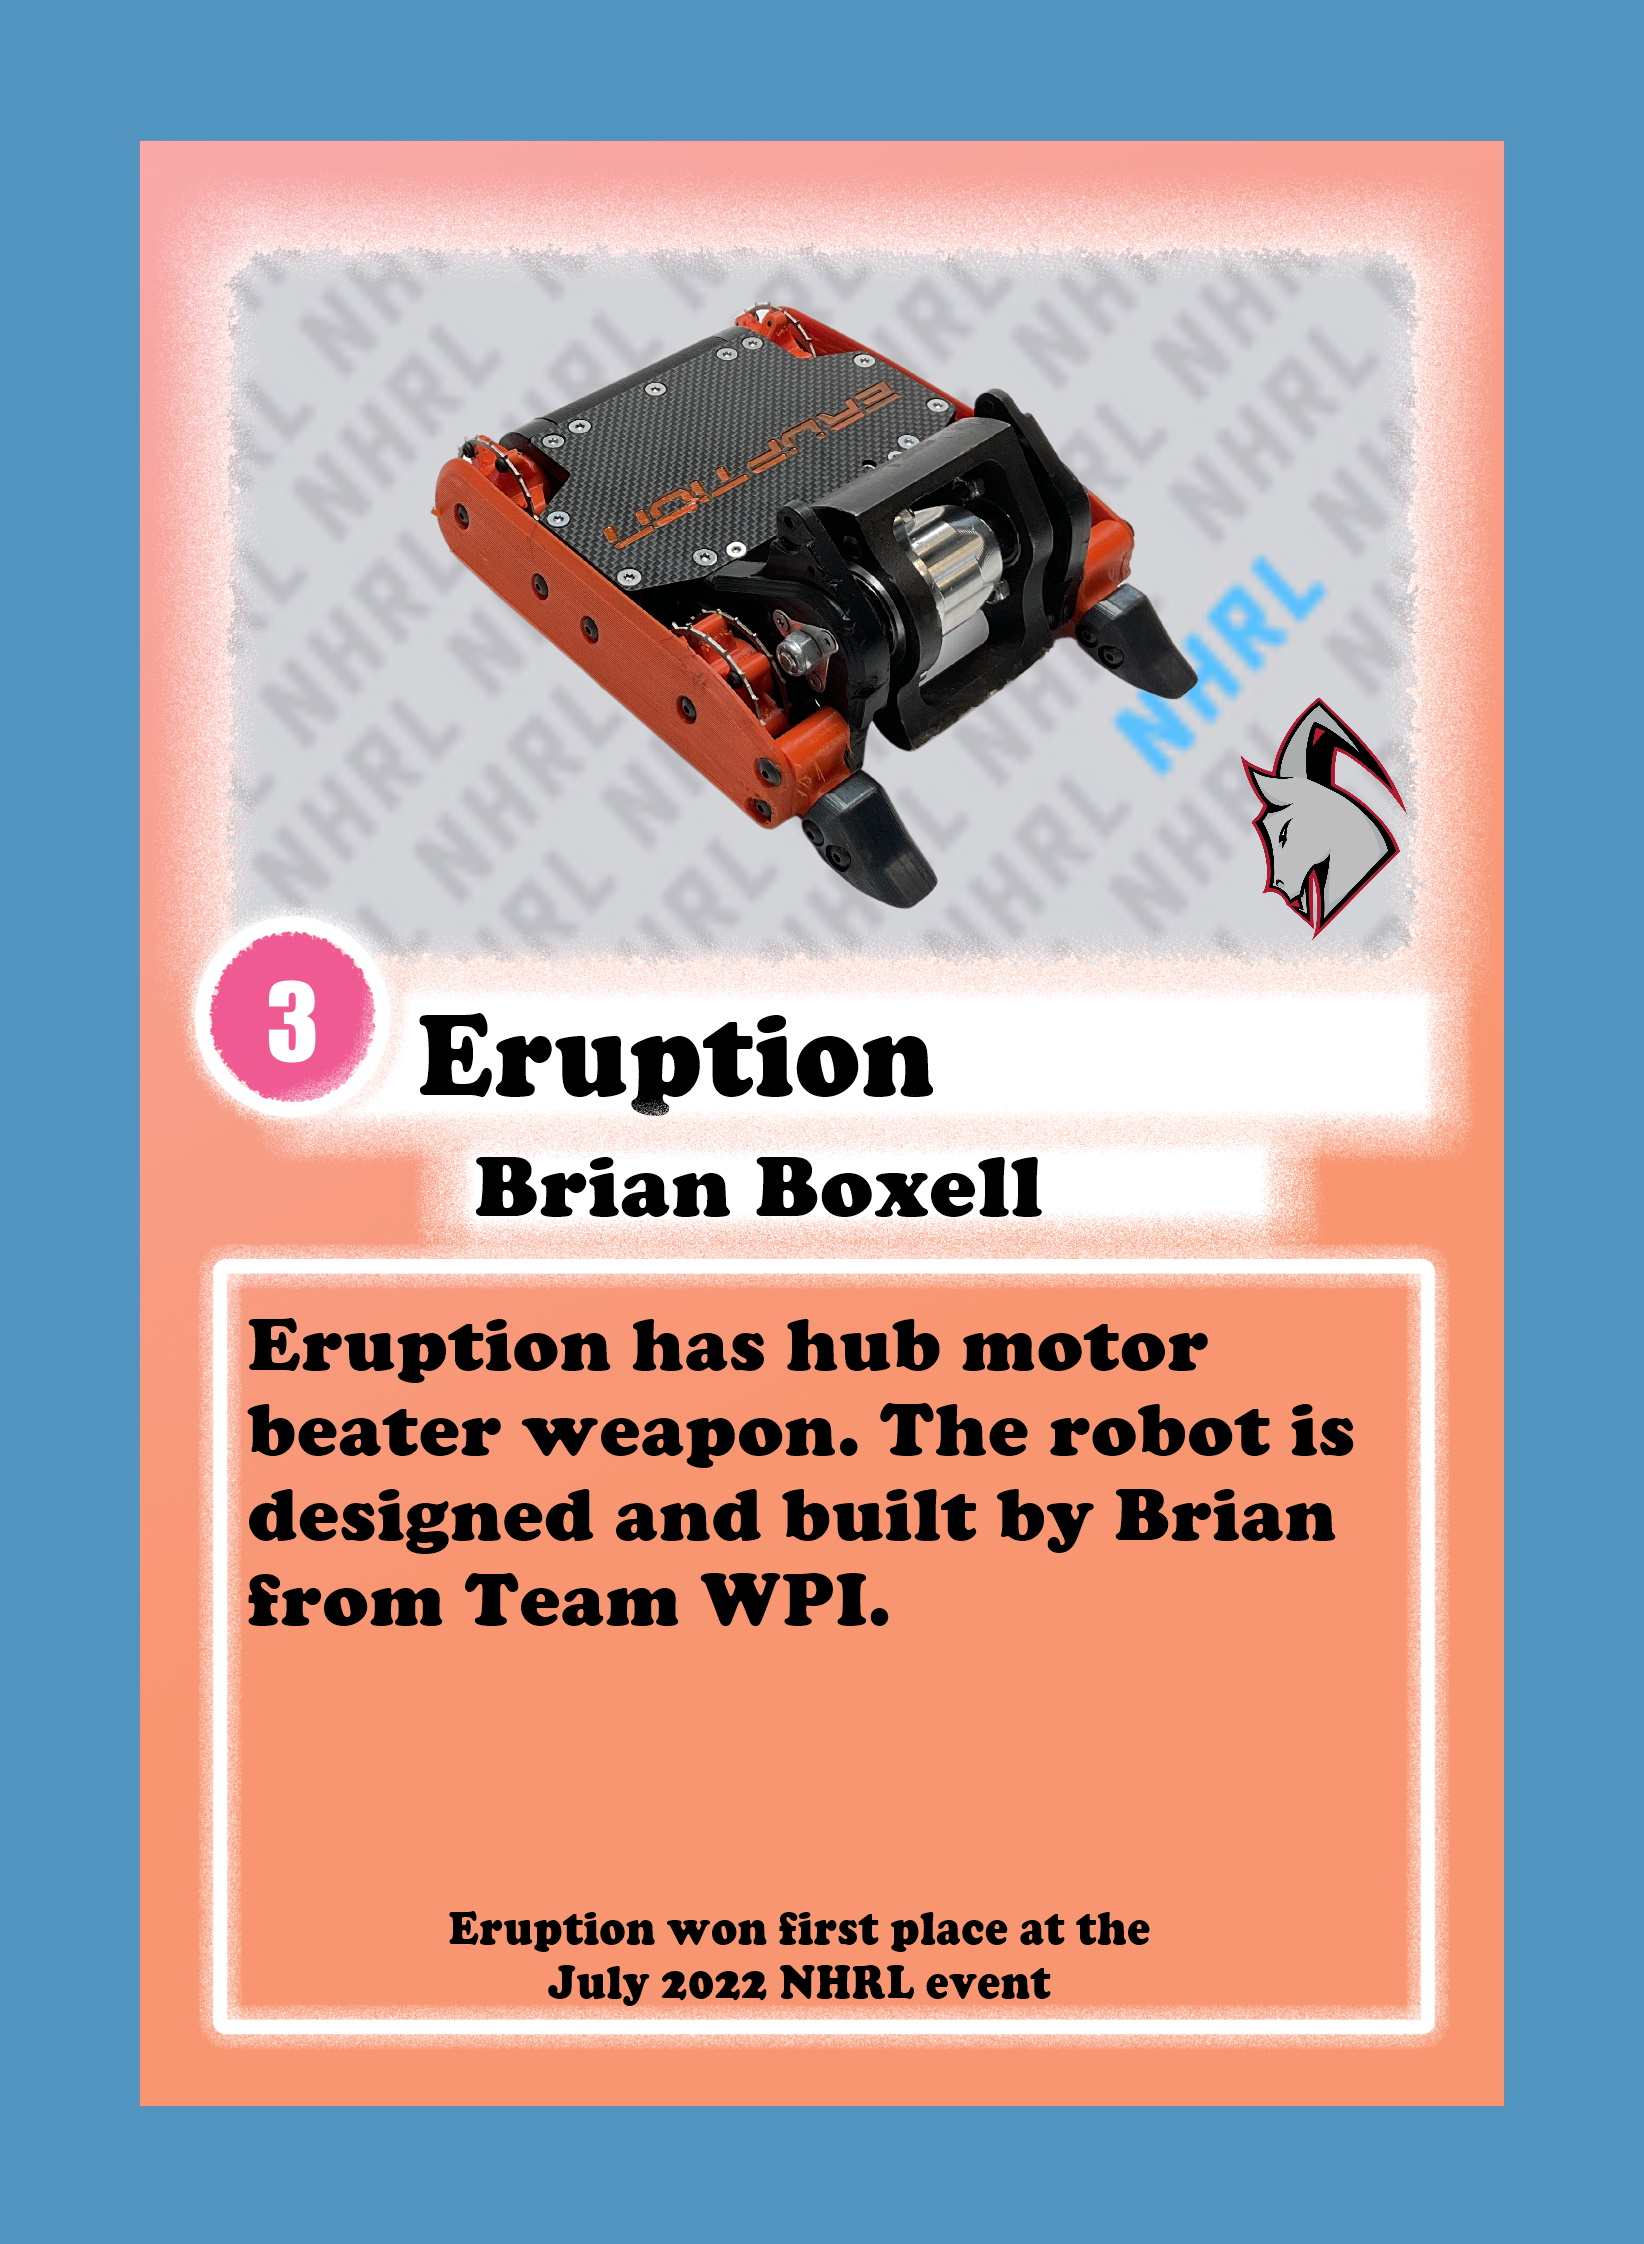 ERUPTION
NHRL
3
Eruption
Brian Boxell
Eruption has hub motor
beater weapon. The robot is
designed and built by Brian
from Team WPI.
Eruption won first place at the
July 2022 NHRL event